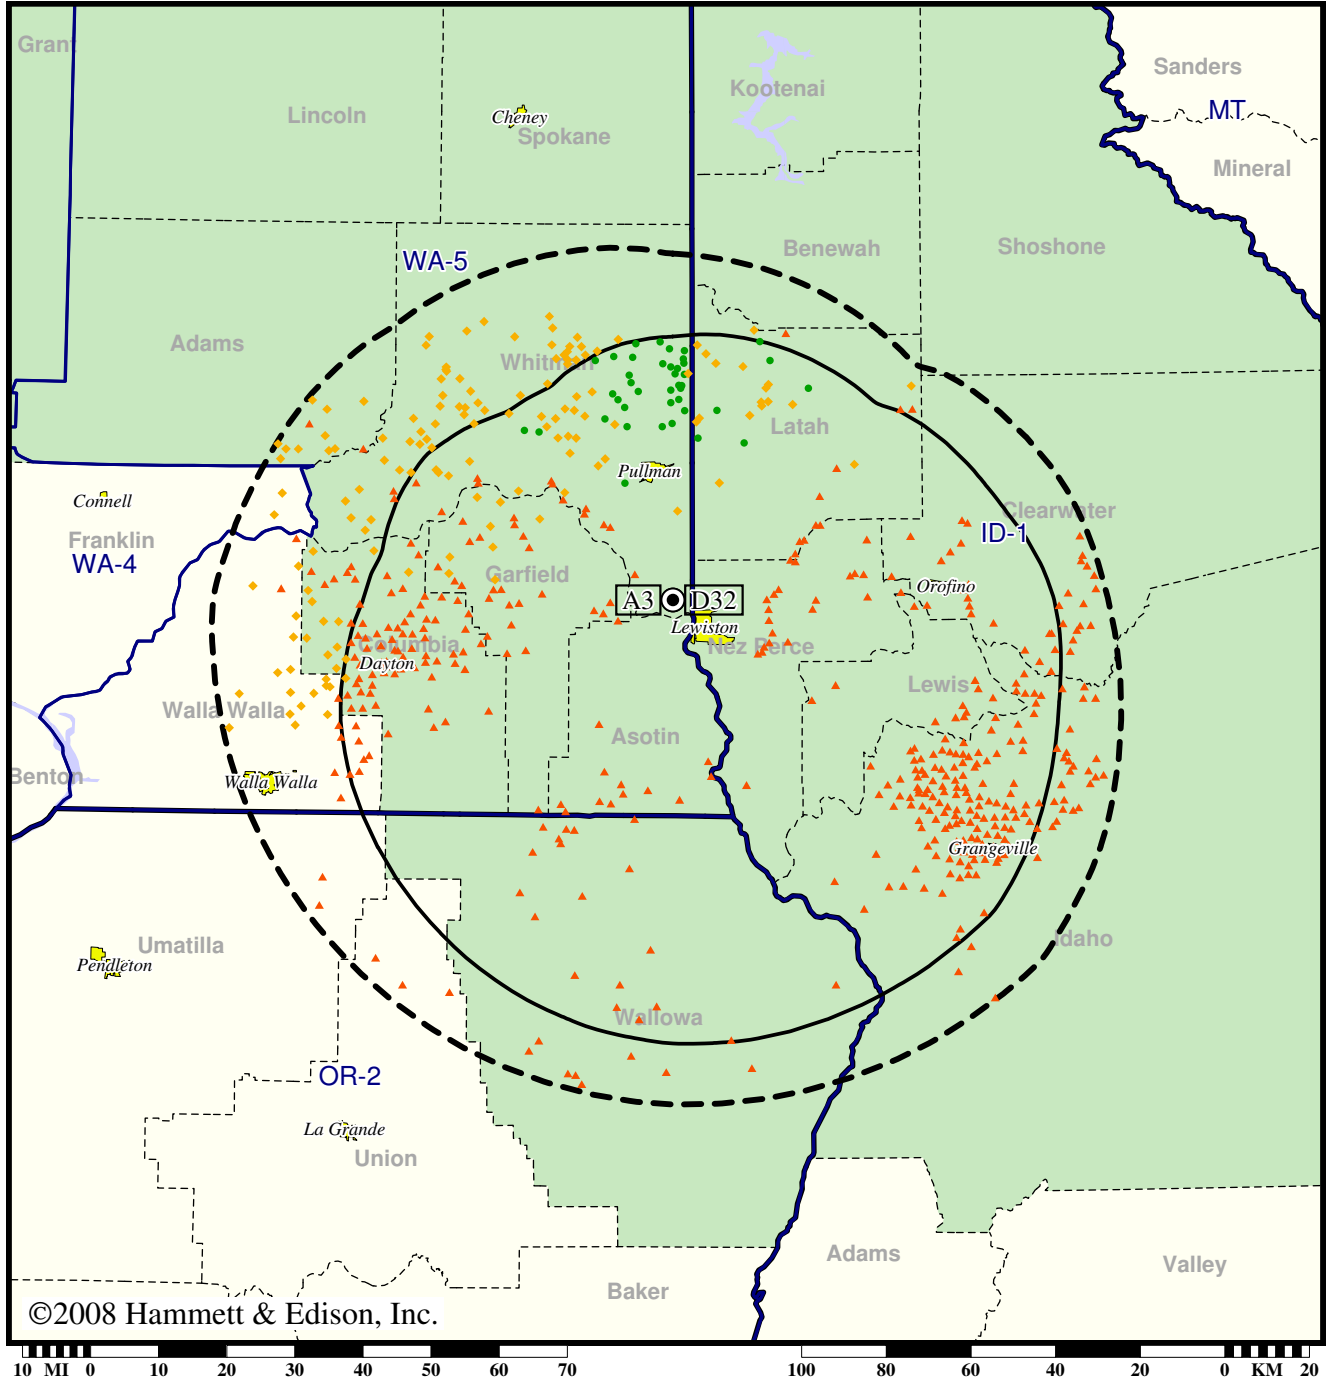 Grant
Sanders
Kootenai
MT
Lincoln
Cheney
Spokane
Mineral
Benewah
Shoshone
WA-5
Adams
Whitman
Latah
Pullman
Connell
Clearwater
Franklin
ID-1
WA-4
Garfield
Orofino
A3
D32
Lewiston
Columbia
Nez Perce
Dayton
Lewis
Walla Walla
Asotin
Benton
Walla Walla
Grangeville
Umatilla
Idaho
Pendleton
Wallowa
OR-2
La Grande
Union
Adams
Valley
Baker
©2008 Hammett & Edison, Inc.
10 MI 0 10 20 30 40 50 60 70 100 80 60 40 20 0 KM 20